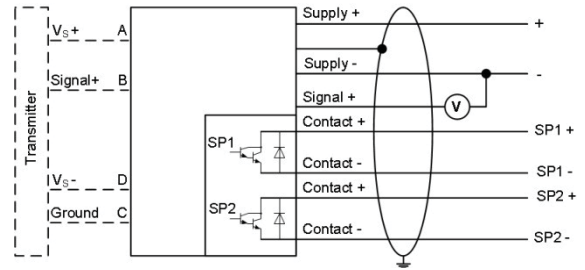 Supply +
VS+ A
+
Supply -
Signal+ B
-
Signal +
V
Transmitter
Contact +
SP1 +
SP1
Contact -
SP1 -
VS- D
Contact +
SP2 +
Ground C
SP2
Contact -
SP2 -